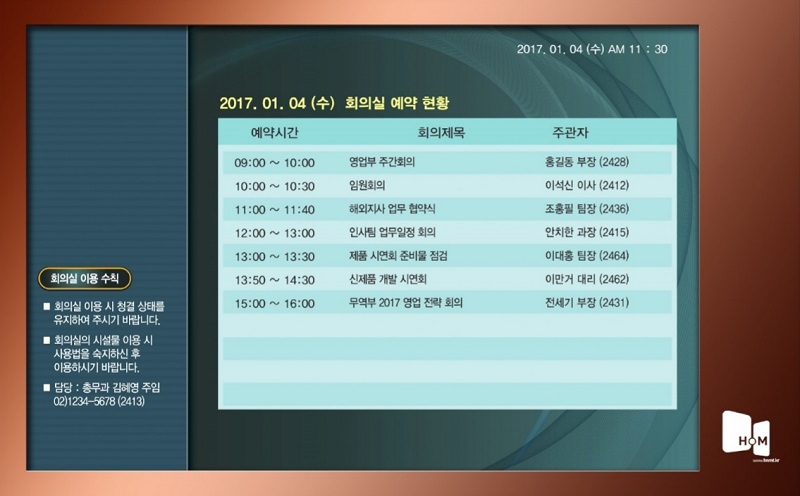 2017. 01. 04 (수) AM 11 : 30
2017. 01. 04 (수) 회의실 예약 현황
예약시간 회의제목 주관자
09:00 ~ 10:00 영업부 주간회의 홍길동 부장 (2428)
10:00 ~ 10:30 임원회의 이석신 이사 (2412)
11:00 ~ 11:40 해외지사 업무 협약식 조홍필 팀장 (2436)
12:00 ~ 13:00 인사팀 업무일정 회의 안치한 과장 (2415)
13:00 ~ 13:30 제품 시연회 준비물 점검 이대홍 팀장 (2464)
13:50 ~ 14:30 신제품 개발 시연회 이만거 대리 (2462)
15:00 ~ 16:00 무역부 2017 영업 전략 회의 전세기 부장 (2431)
회의실 이용 수칙
■ 회의실 이용 시 청결 상태를
유지하여 주시기 바랍니다.
■ 회의실의 시설물 이용 시
사용법을 숙지하신 후
이용하시기 바랍니다.
■ 담당 : 총무과 김혜영 주임
02)1234-5678 (2413)
HOM